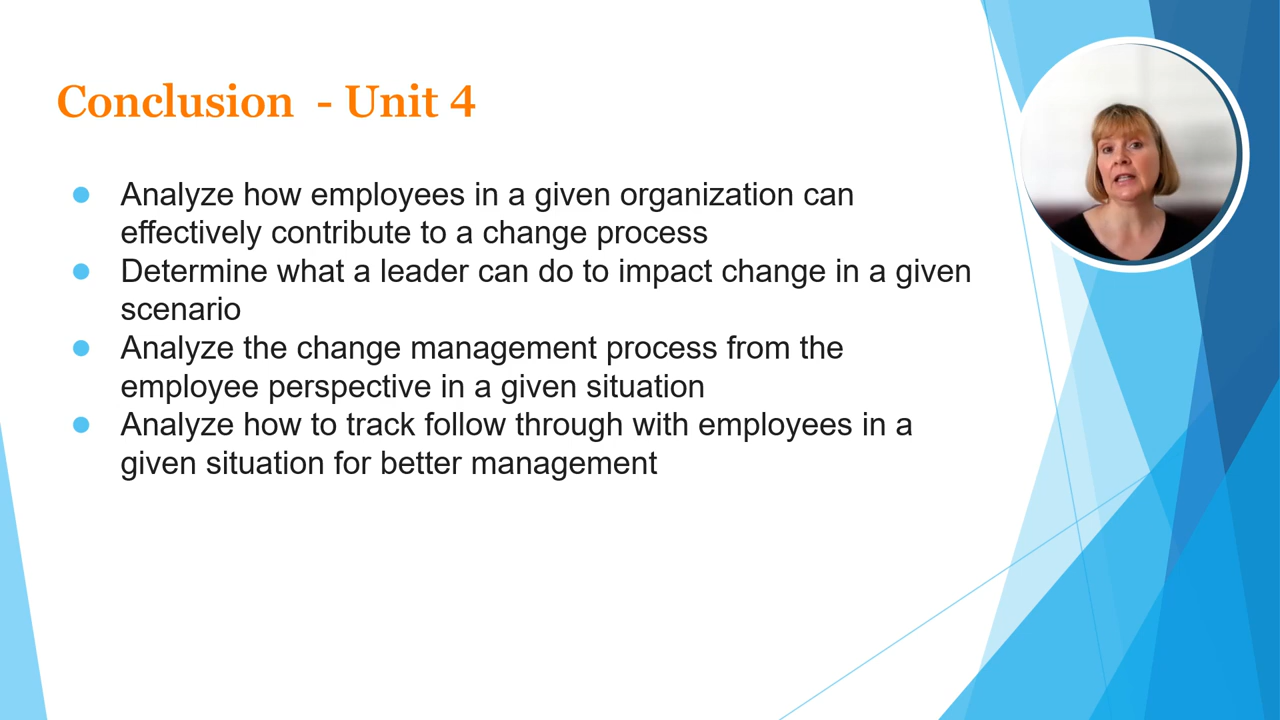 Conclusion - Unit 4
Analyze how employees in a given organization can
effectively contribute to a change process
Determine what a leader can do to impact change in a given
scenario
Analyze the change management process from the
employee perspective in a given situation
Analyze how to track follow through with employees in a
given situation for better management